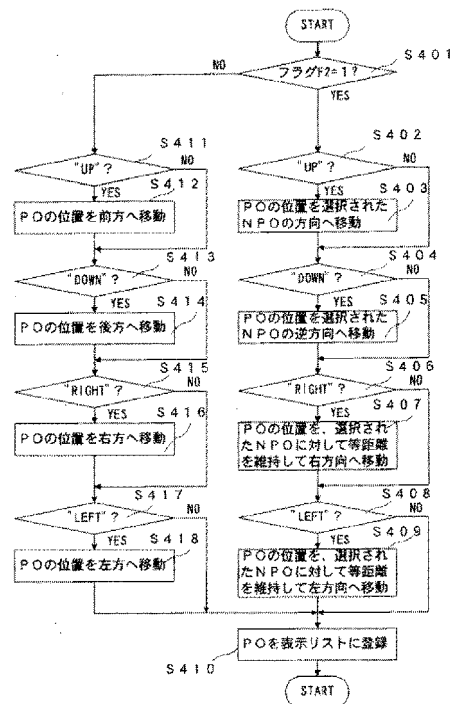 START
S401
フラグF2=1?
NO
YES
S411
"UP"?
NO
YES
S412
POの位置を前方へ移動
S413
"DOWN"?
NO
YES
S414
POの位置を後方へ移動
S415
"RIGHT"?
NO
YES
S416
POの位置を右方へ移動
S417
"LEFT"?
NO
YES
S418
POの位置を左方へ移動
S402
"UP"?
NO
YES
S403
POの位置を選択された
NPOの方向へ移動
S404
"DOWN"?
NO
YES
S405
POの位置を選択された
NPOの逆方向へ移動
S406
"RIGHT"?
NO
YES
S407
POの位置を、選択され
たNPOに対して等距離
を維持して右方向へ移動
S408
"LEFT"?
NO
YES
S409
POの位置を、選択され
たNPOに対して等距離
を維持して左方向へ移動
POを表示リストに登録
S410
START